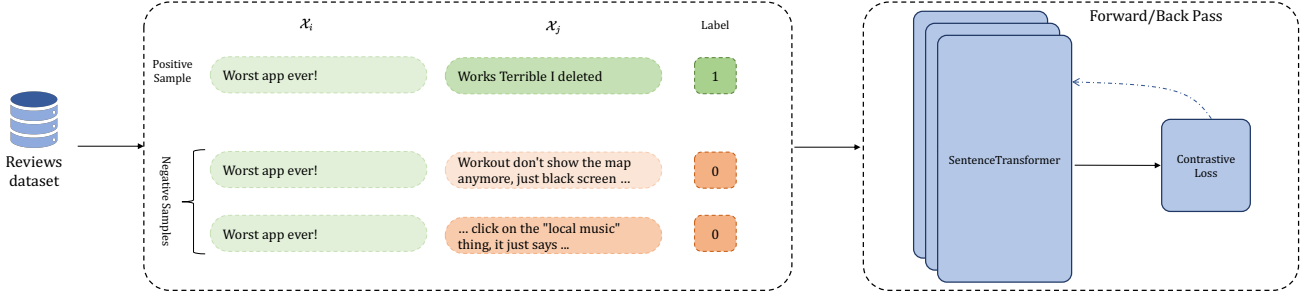 Reviews
dataset
𝒳i
𝒳j
Label
Positive
Sample
Worst app ever!
Works Terrible I deleted
1
Negative Samples
Worst app ever!
Workout don't show the map
anymore, just black screen ...
0
Worst app ever!
... click on the "local music"
thing, it just says ...
0
Forward/Back Pass
SentenceTransformer
Contrastive
Loss